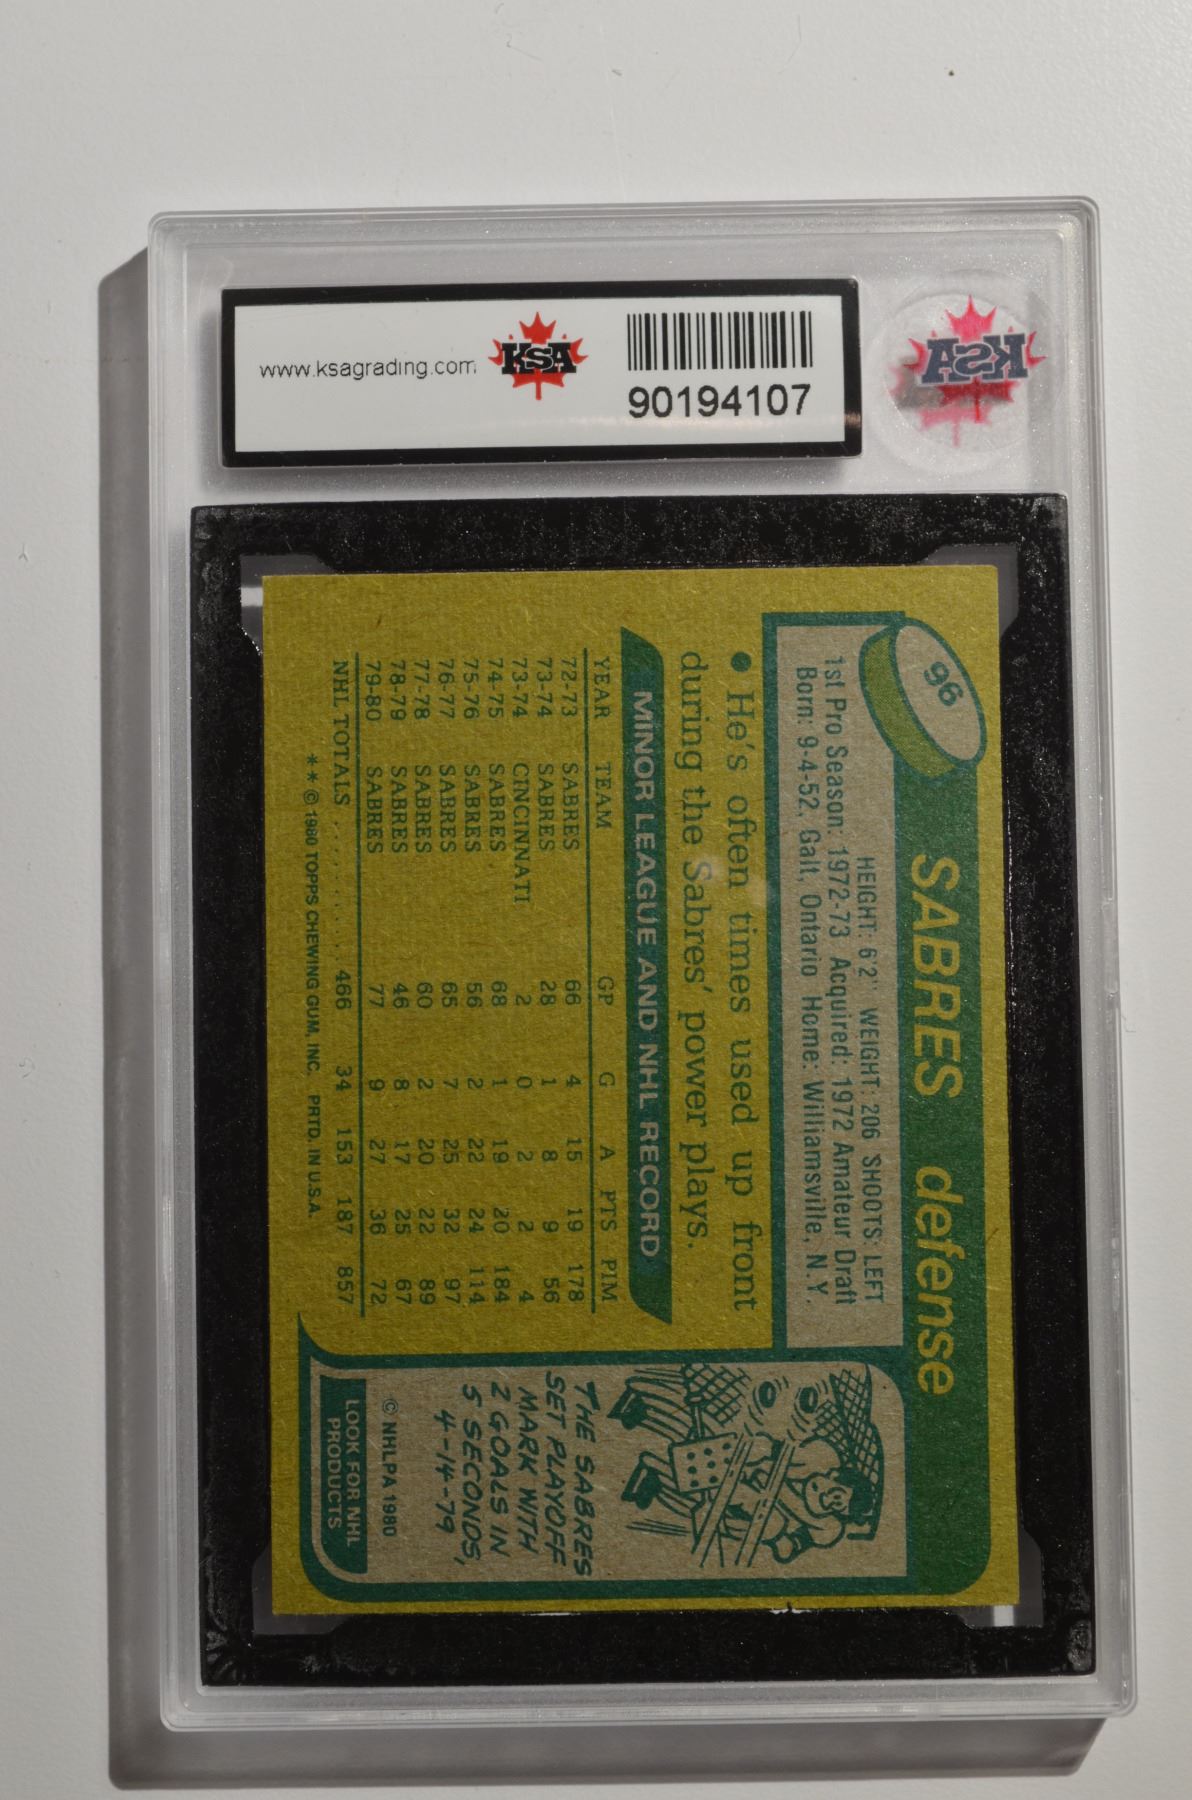 www.ksagrading.com
KSA
90194107
KSA
96
SABRES defense
HEIGHT: 6'2" WEIGHT: 206 SHOOTS: LEFT
1st Pro Season: 1972-73 Acquired: 1972 Amateur Draft
Born: 9-4-52, Galt, Ontario Home: Williamsville, N.Y.
● He's often times used up front
during the Sabres' power plays.
MINOR LEAGUE AND NHL RECORD
YEAR TEAM GP G A PTS PIM
72-73 SABRES 66 4 15 19 178
73-74 SABRES 28 1 8 9 56
73-74 CINCINNATI 2 0 2 2 4
74-75 SABRES 68 1 19 20 184
75-76 SABRES 56 2 22 24 114
76-77 SABRES 65 7 25 32 97
77-78 SABRES 60 2 20 22 89
78-79 SABRES 46 8 17 25 67
79-80 SABRES 77 9 27 36 72
NHL TOTALS .......... 466 34 153 187 857
**© 1980 TOPPS CHEWING GUM, INC. PRTD. IN U.S.A.
THE SABRES
SET PLAYOFF
MARK WITH
2 GOALS IN
5 SECONDS,
4-14-79
© NHLPA 1980
LOOK FOR NHL
PRODUCTS